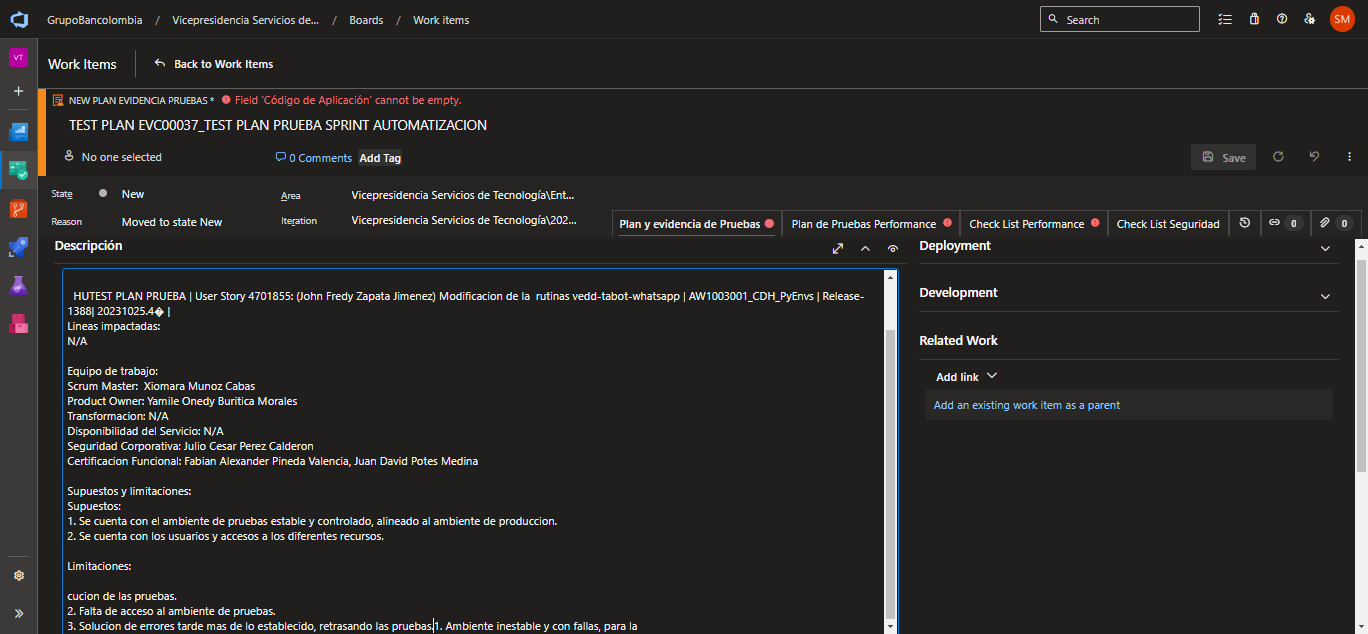 GrupoBancolombia / Vicepresidencia Servicios de... / Boards / Work items
Search
SM
VT
Work Items
Back to Work Items
NEW PLAN EVIDENCIA PRUEBAS * Field 'Código de Aplicación' cannot be empty.
TEST PLAN EVC00037_TEST PLAN PRUEBA SPRINT AUTOMATIZACION
No one selected
0 Comments
Add Tag
Save
State New
Area Vicepresidencia Servicios de Tecnología\Ent...
Reason Moved to state New
Iteration Vicepresidencia Servicios de Tecnología\202...
Plan y evidencia de Pruebas
Plan de Pruebas Performance
Check List Performance
Check List Seguridad
0
0
Descripción
HUTEST PLAN PRUEBA | User Story 4701855: (John Fredy Zapata Jimenez) Modificacion de la rutinas vedd-tabot-whatsapp | AW1003001_CDH_PyEnvs | Release-
1388| 20231025.4� |
Lineas impactadas:
N/A
Equipo de trabajo:
Scrum Master: Xiomara Munoz Cabas
Product Owner: Yamile Onedy Buritica Morales
Transformacion: N/A
Disponibilidad del Servicio: N/A
Seguridad Corporativa: Julio Cesar Perez Calderon
Certificacion Funcional: Fabian Alexander Pineda Valencia, Juan David Potes Medina
Supuestos y limitaciones:
Supuestos:
1. Se cuenta con el ambiente de pruebas estable y controlado, alineado al ambiente de produccion.
2. Se cuenta con los usuarios y accesos a los diferentes recursos.
Limitaciones:
cucion de las pruebas.
2. Falta de acceso al ambiente de pruebas.
3. Solucion de errores tarde mas de lo establecido, retrasando las pruebas.1. Ambiente inestable y con fallas, para la
Deployment
Development
Related Work
Add link
Add an existing work item as a parent